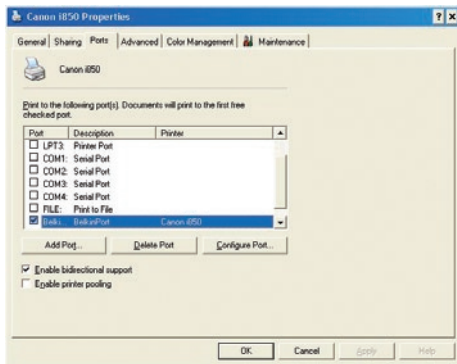 Canon i850 Properties
General Sharing Ports Advanced Color Management Maintenance
Canon i850
Print to the following port(s). Documents will print to the first free
checked port.
Port Description Printer
LPT3: Printer Port
COM1: Serial Port
COM2: Serial Port
COM3: Serial Port
COM4: Serial Port
FILE: Print to File
Belki... BelkinPort Canon i850
Add Port... Delete Port Configure Port...
Enable bidirectional support
Enable printer pooling
OK Cancel Apply Help